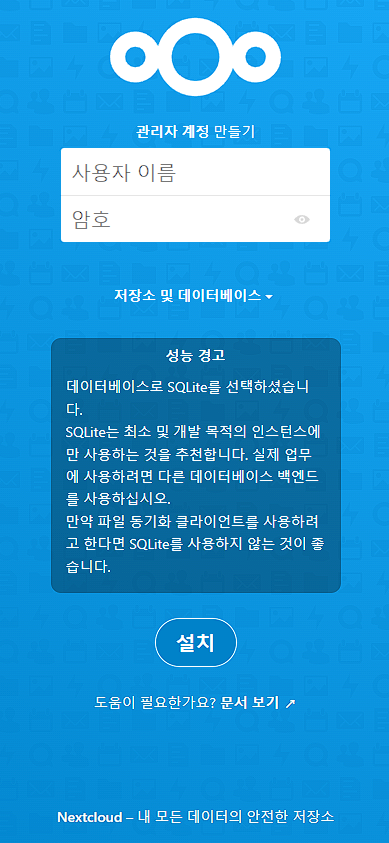 관리자 계정 만들기
사용자 이름
암호
저장소 및 데이터베이스
성능 경고
데이터베이스로 SQLite를 선택하셨습니
다.
SQLite는 최소 및 개발 목적의 인스턴스에
만 사용하는 것을 추천합니다. 실제 업무
에 사용하려면 다른 데이터베이스 백엔드
를 사용하십시오.
만약 파일 동기화 클라이언트를 사용하려
고 한다면 SQLite를 사용하지 않는 것이 좋
습니다.
설치
도움이 필요한가요? 문서 보기 ↗
Nextcloud – 내 모든 데이터의 안전한 저장소